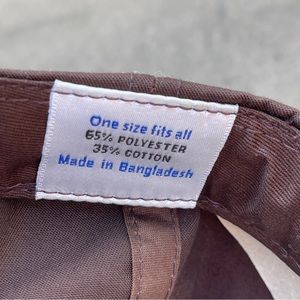 One size fits all
65% POLYESTER
35% COTTON
Made in Bangladesh